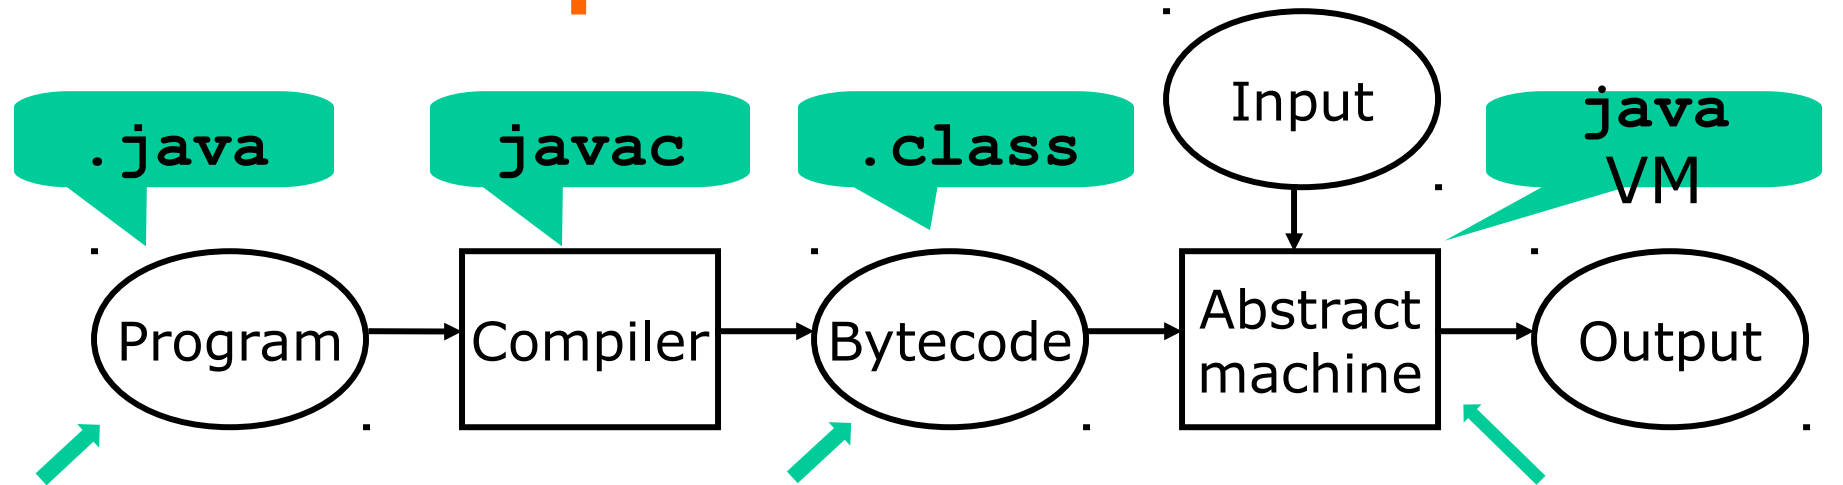 Input
.java
javac
.class
java
VM
Program
Compiler
Bytecode
Abstract
machine
Output